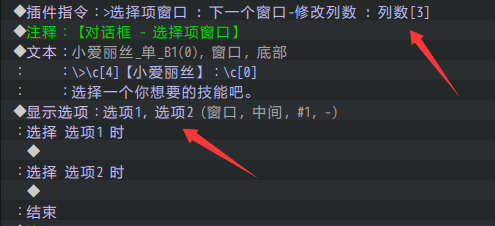 ◆插件指令：>选择项窗口 : 下一个窗口-修改列数 : 列数[3]
◆注释：【对话框 - 选择项窗口】
◆文本：小爱丽丝_单_B1(0), 窗口, 底部
:    :\>\c[4]【小爱丽丝】：\c[0]
:    :选择一个你想要的技能吧。
◆显示选项：选项1, 选项2 (窗口, 中间, #1, -)
:选择 选项1 时
◆
:选择 选项2 时
◆
:结束